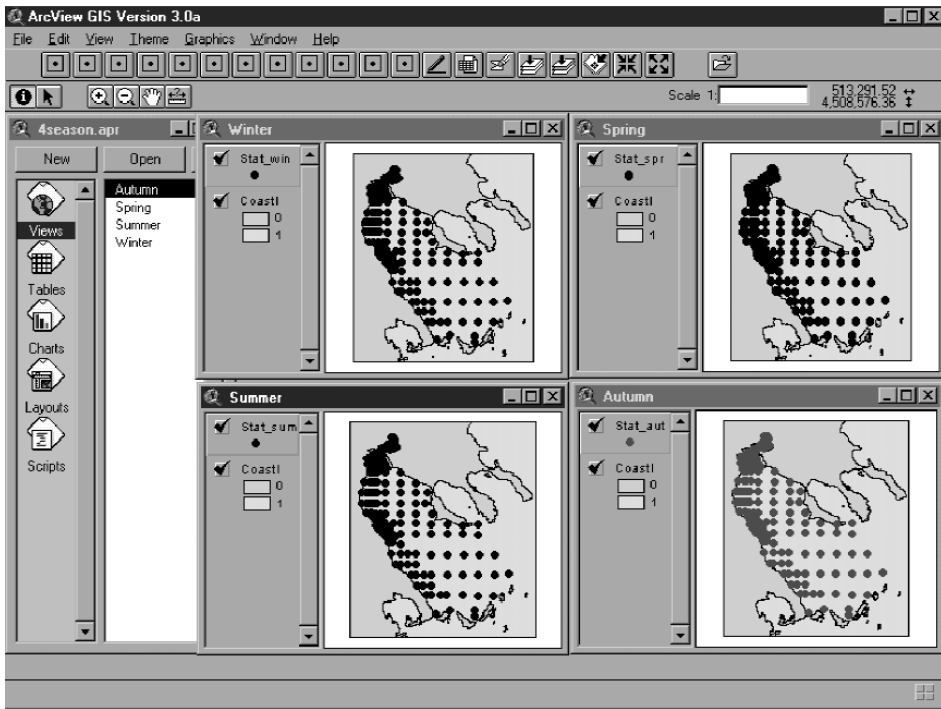 ArcView GIS Version 3.0a
File Edit View Theme Graphics Window Help
Scale 1:
513,291.52
4,508,576.36
4season.apr
New
Open
Views
Tables
Charts
Layouts
Scripts
Autumn
Spring
Summer
Winter
Winter
Stat_win
Coastl
0
1
Spring
Stat_spr
Coastl
0
1
Summer
Stat_sum
Coastl
0
1
Autumn
Stat_aut
Coastl
0
1